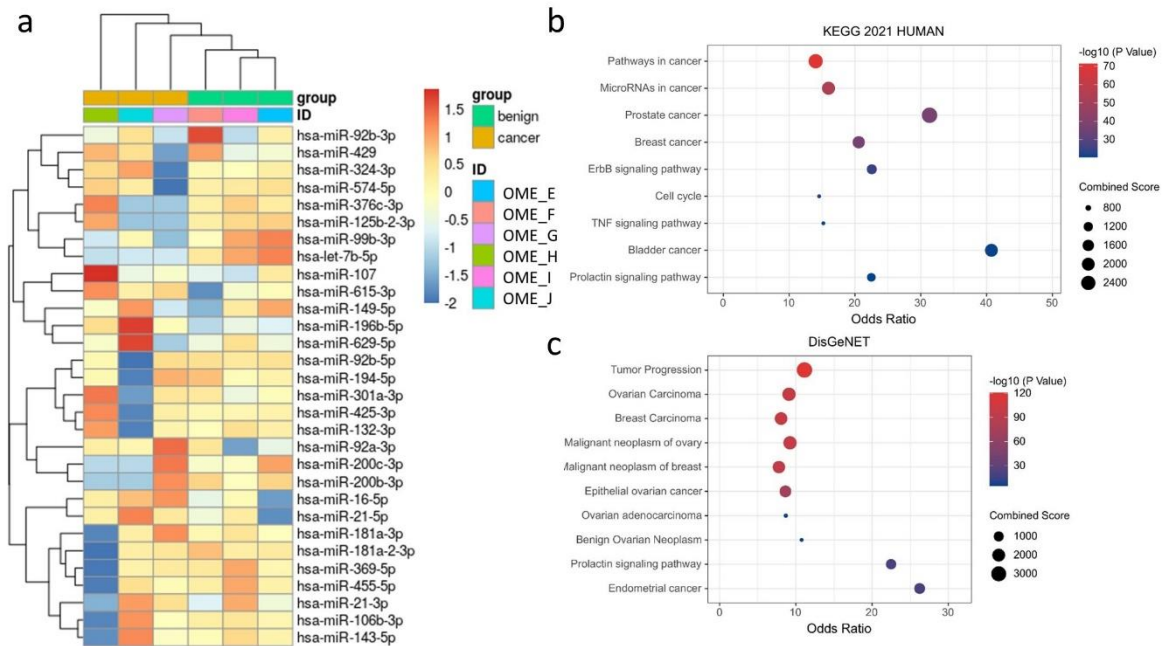 a
group
ID
hsa-miR-92b-3p
hsa-miR-429
hsa-miR-324-3p
hsa-miR-574-5p
hsa-miR-376c-3p
hsa-miR-125b-2-3p
hsa-miR-99b-3p
hsa-let-7b-5p
hsa-miR-107
hsa-miR-615-3p
hsa-miR-149-5p
hsa-miR-196b-5p
hsa-miR-629-5p
hsa-miR-92b-5p
hsa-miR-194-5p
hsa-miR-301a-3p
hsa-miR-425-3p
hsa-miR-132-3p
hsa-miR-92a-3p
hsa-miR-200c-3p
hsa-miR-200b-3p
hsa-miR-16-5p
hsa-miR-21-5p
hsa-miR-181a-3p
hsa-miR-181a-2-3p
hsa-miR-369-5p
hsa-miR-455-5p
hsa-miR-21-3p
hsa-miR-106b-3p
hsa-miR-143-5p
1.5
1
0.5
0
-0.5
-1
-1.5
-2
group
benign
cancer
ID
OME_E
OME_F
OME_G
OME_H
OME_I
OME_J
b
KEGG 2021 HUMAN
Pathways in cancer
MicroRNAs in cancer
Prostate cancer
Breast cancer
ErbB signaling pathway
Cell cycle
TNF signaling pathway
Bladder cancer
Prolactin signaling pathway
0 10 20 30 40 50
Odds Ratio
-log10 (P Value)
70
60
50
40
30
Combined Score
800
1200
1600
2000
2400
c
DisGeNET
Tumor Progression
Ovarian Carcinoma
Breast Carcinoma
Malignant neoplasm of ovary
Malignant neoplasm of breast
Epithelial ovarian cancer
Ovarian adenocarcinoma
Benign Ovarian Neoplasm
Prolactin signaling pathway
Endometrial cancer
0 10 20 30
Odds Ratio
-log10 (P Value)
120
90
60
30
Combined Score
1000
2000
3000